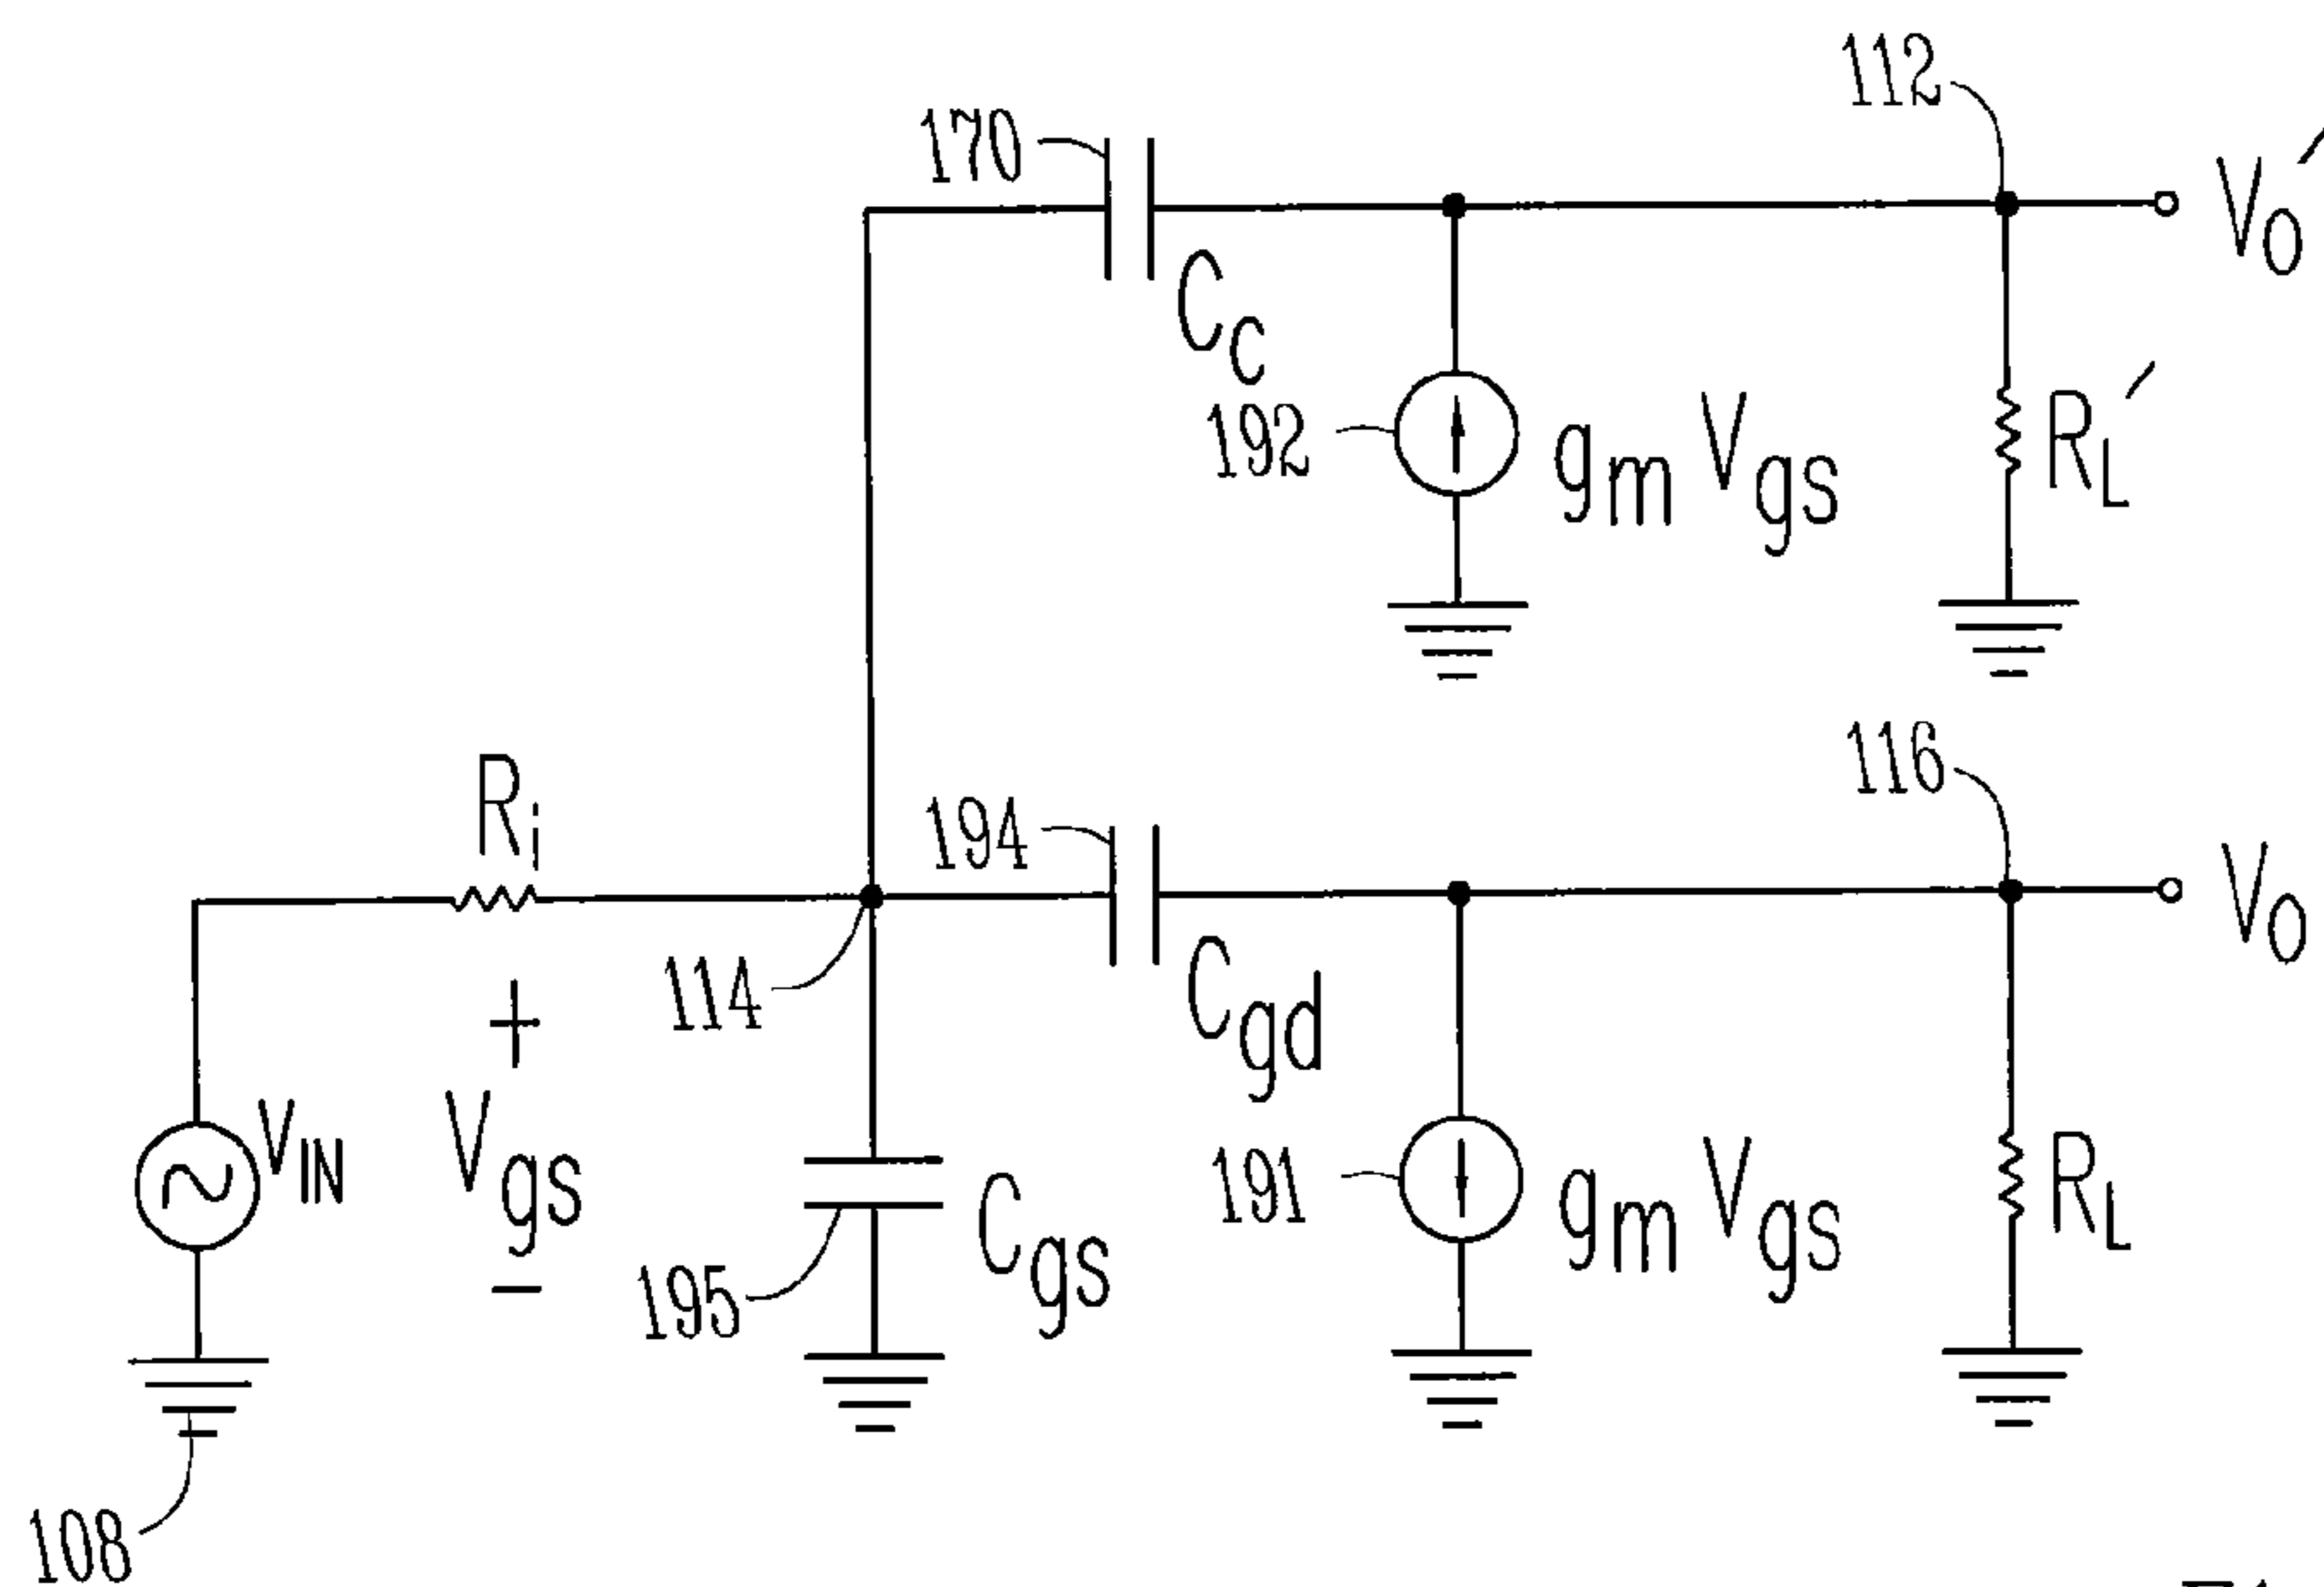 112
170
Vo′
Cc
192
gm Vgs
RL′
116
Ri
194
Vo
114
Cgd
+
VIN
Vgs
−
Cgs
191
gm Vgs
RL
195
108